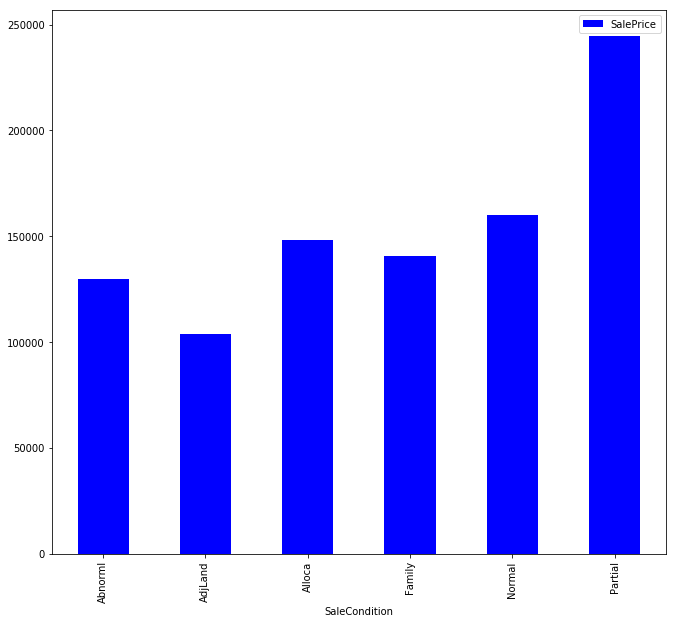 SalePrice
250000
200000
150000
100000
50000
0
Abnorml
AdjLand
Alloca
Family
Normal
Partial
SaleCondition